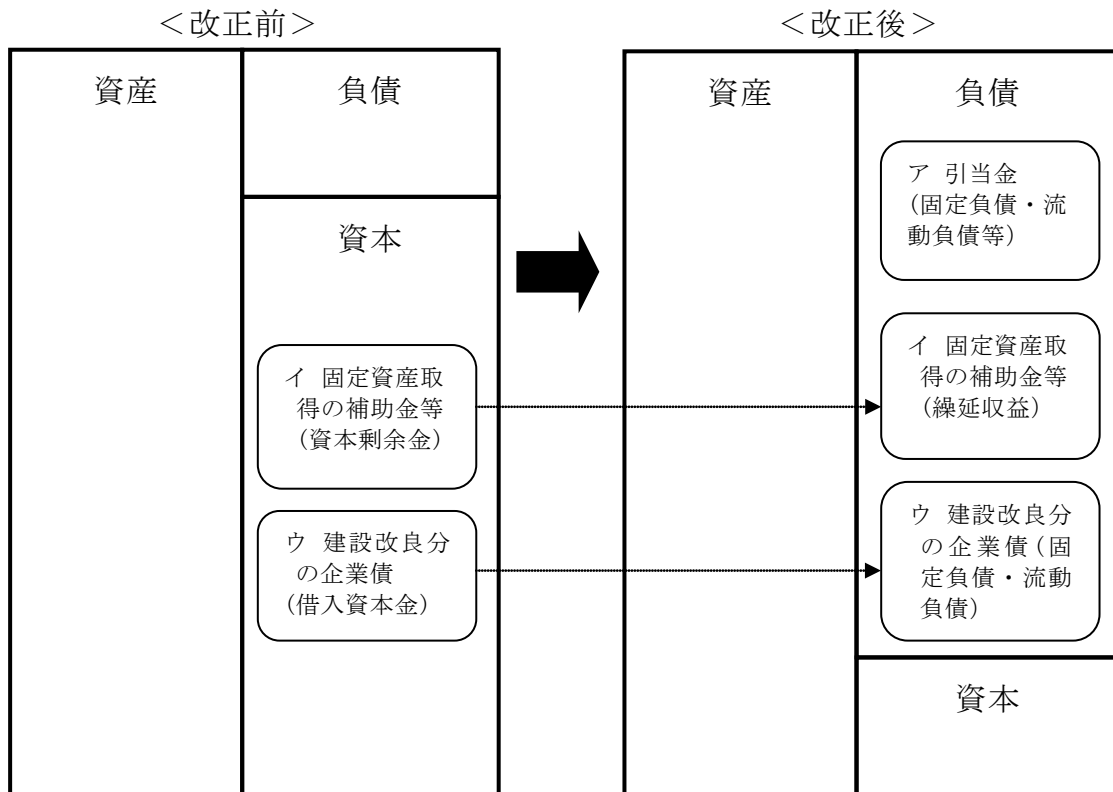 ＜改正前＞
資産
負債
資本
イ 固定資産取
得の補助金等
（資本剰余金）
ウ 建設改良分
の企業債
（借入資本金）
＜改正後＞
資産
負債
ア 引当金
（固定負債・流
動負債等）
イ 固定資産取
得の補助金等
（繰延収益）
ウ 建設改良分
の企業債（固
定負債・流動
負債）
資本